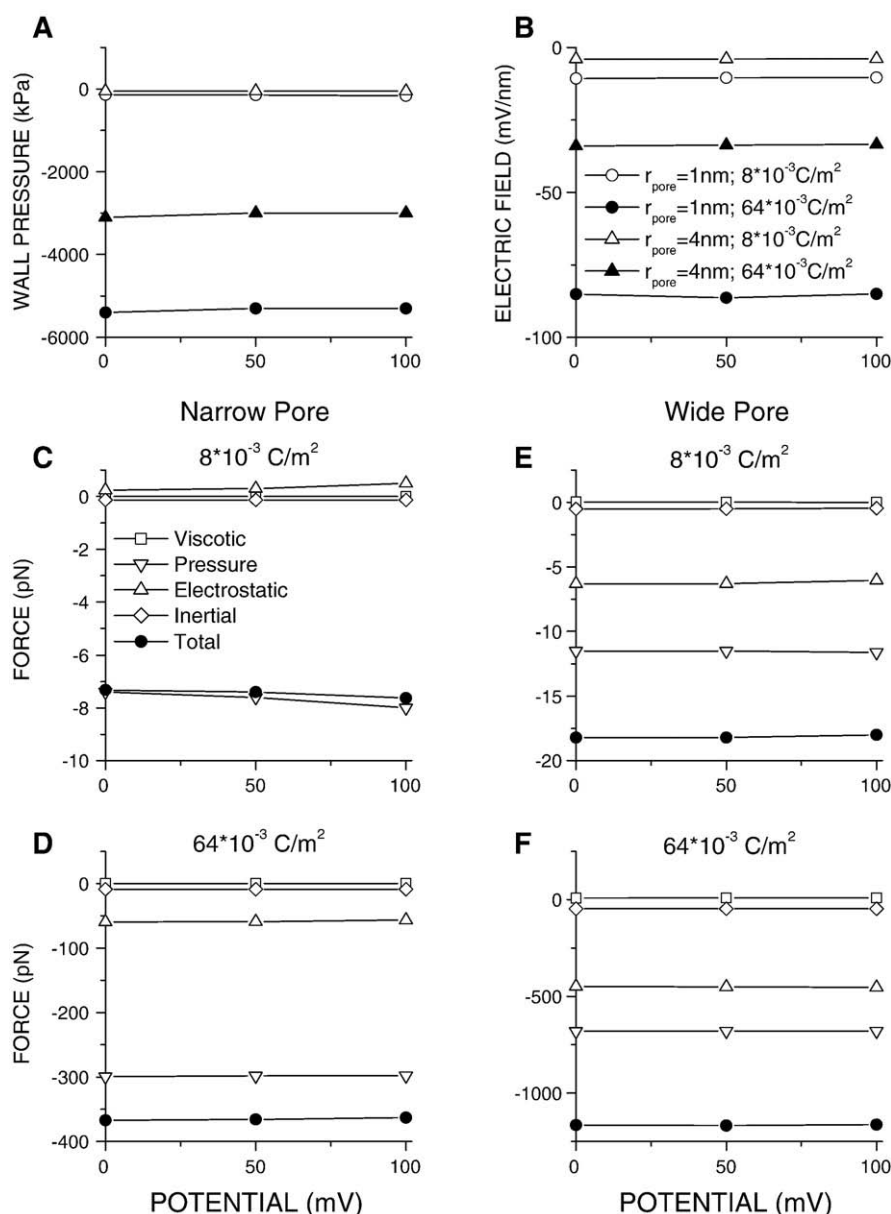 A
WALL PRESSURE (kPa)
0
-2000
-4000
-6000
0 50 100
B
ELECTRIC FIELD (mV/nm)
0
-50
-100
r_pore=1nm; 8*10^-3C/m^2
r_pore=1nm; 64*10^-3C/m^2
r_pore=4nm; 8*10^-3C/m^2
r_pore=4nm; 64*10^-3C/m^2
0 50 100
Narrow Pore
Wide Pore
C
8*10^-3 C/m^2
FORCE (pN)
0
-2
-4
-6
-8
-10
Viscotic
Pressure
Electrostatic
Inertial
Total
0 50 100
E
8*10^-3 C/m^2
0
-5
-10
-15
-20
0 50 100
D
64*10^-3 C/m^2
FORCE (pN)
0
-100
-200
-300
-400
0 50 100
POTENTIAL (mV)
F
64*10^-3 C/m^2
0
-500
-1000
0 50 100
POTENTIAL (mV)